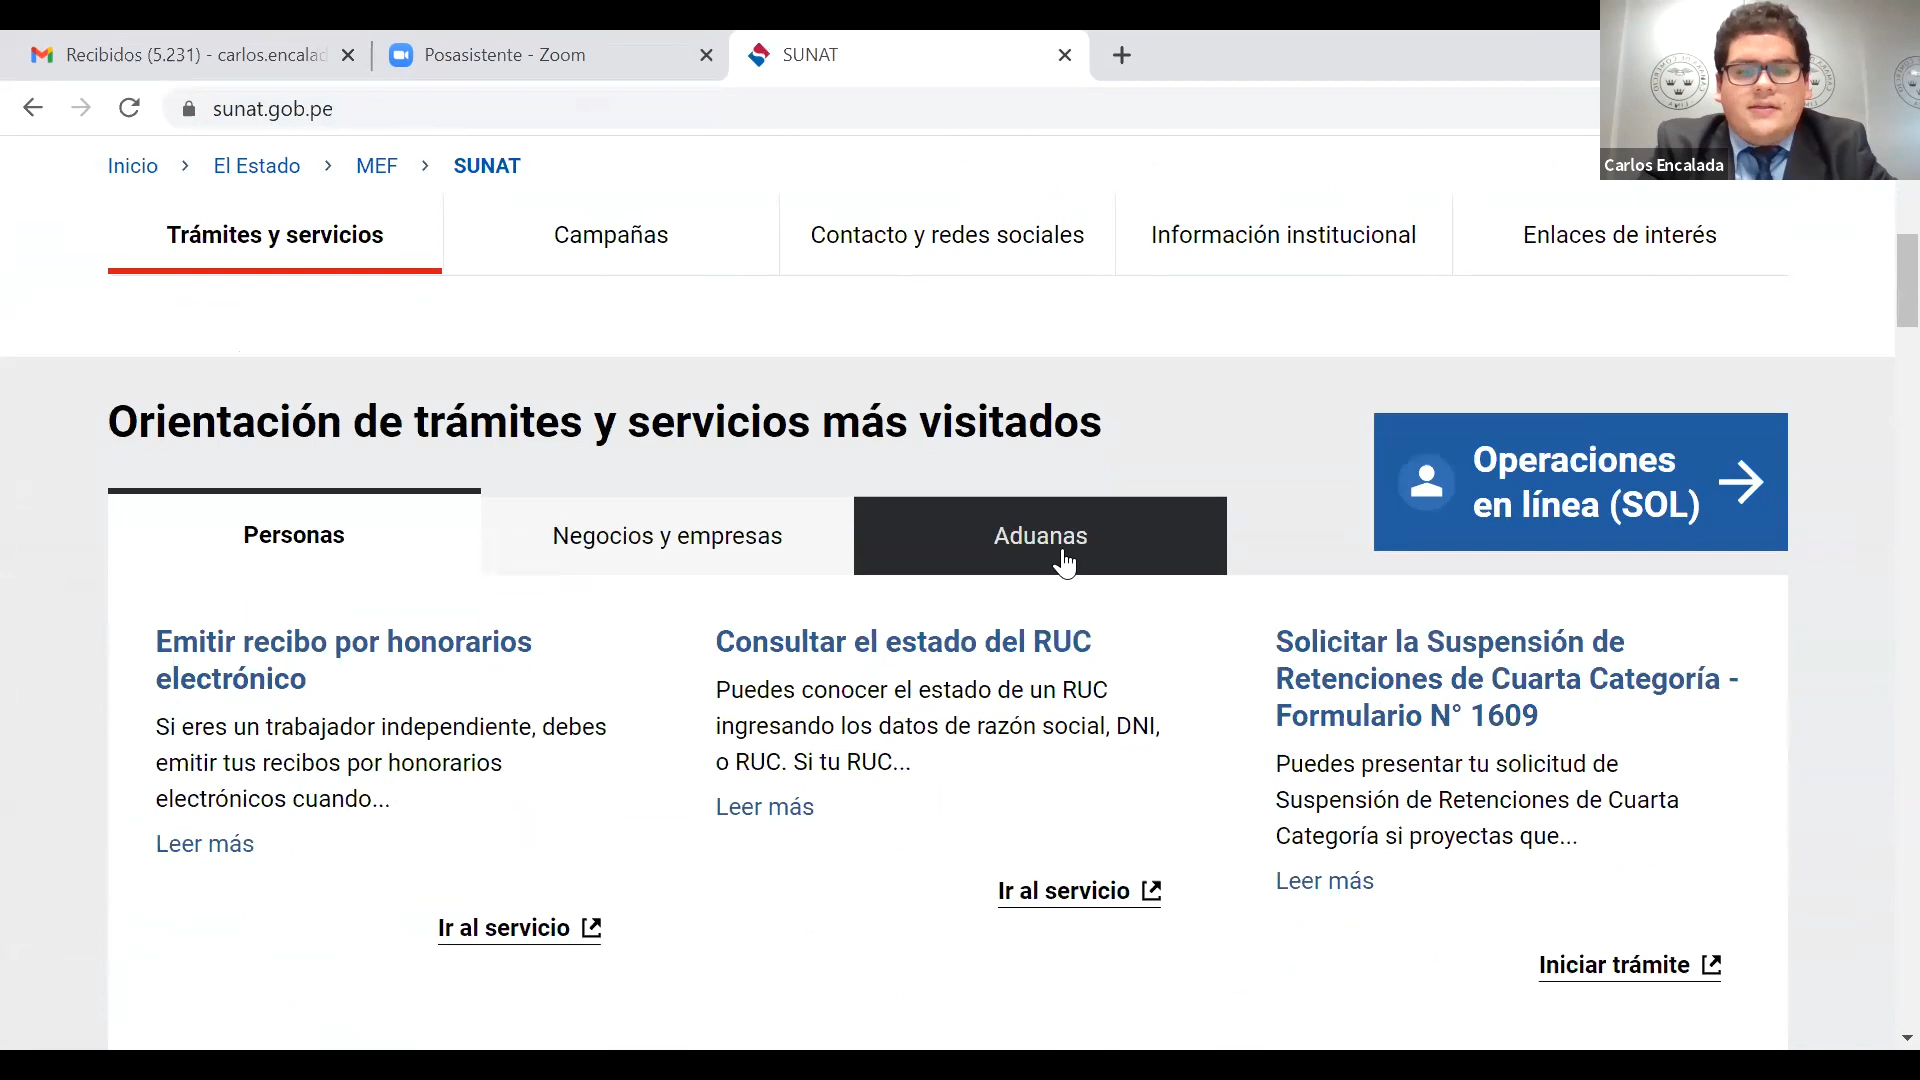 Recibidos (5.231) - carlos.encalad
Posasistente - Zoom
SUNAT
sunat.gob.pe
Carlos Encalada
Inicio > El Estado > MEF > SUNAT
Trámites y servicios
Campañas
Contacto y redes sociales
Información institucional
Enlaces de interés
Orientación de trámites y servicios más visitados
Operaciones
en línea (SOL)
Personas
Negocios y empresas
Aduanas
Emitir recibo por honorarios
electrónico
Si eres un trabajador independiente, debes
emitir tus recibos por honorarios
electrónicos cuando...
Leer más
Ir al servicio
Consultar el estado del RUC
Puedes conocer el estado de un RUC
ingresando los datos de razón social, DNI,
o RUC. Si tu RUC...
Leer más
Ir al servicio
Solicitar la Suspensión de
Retenciones de Cuarta Categoría -
Formulario N° 1609
Puedes presentar tu solicitud de
Suspensión de Retenciones de Cuarta
Categoría si proyectas que...
Leer más
Iniciar trámite